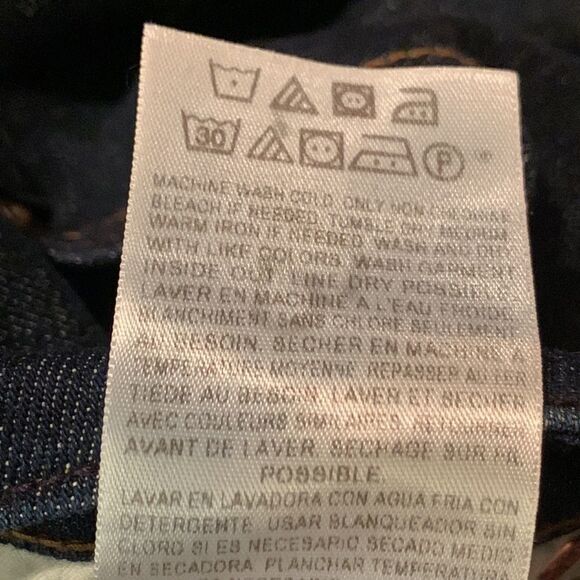 30 P
MACHINE WASH COLD. ONLY NON-CHLORINE
BLEACH IF NEEDED. TUMBLE DRY MEDIUM.
WARM IRON IF NEEDED. WASH AND DRY
WITH LIKE COLORS. WASH GARMENT
INSIDE OUT. LINE DRY POSSIBLE.
LAVER EN MACHINE A L'EAU FROIDE.
BLANCHIMENT SANS CHLORE SEULEMENT
AU BESOIN. SECHER EN MACHINE A
TEMPERATURE MOYENNE. REPASSER AU FER
TIEDE AU BESOIN. LAVER ET SECHER
AVEC COULEURS SIMILAIRES. RETOURNER
AVANT DE LAVER. SECHAGE SUR FIL
POSSIBLE.
LAVAR EN LAVADORA CON AGUA FRIA CON
DETERGENTE. USAR BLANQUEADOR SIN
CLORO SI ES NECESARIO. SECADO MEDIO
EN SECADORA. PLANCHAR TEMPERATURA